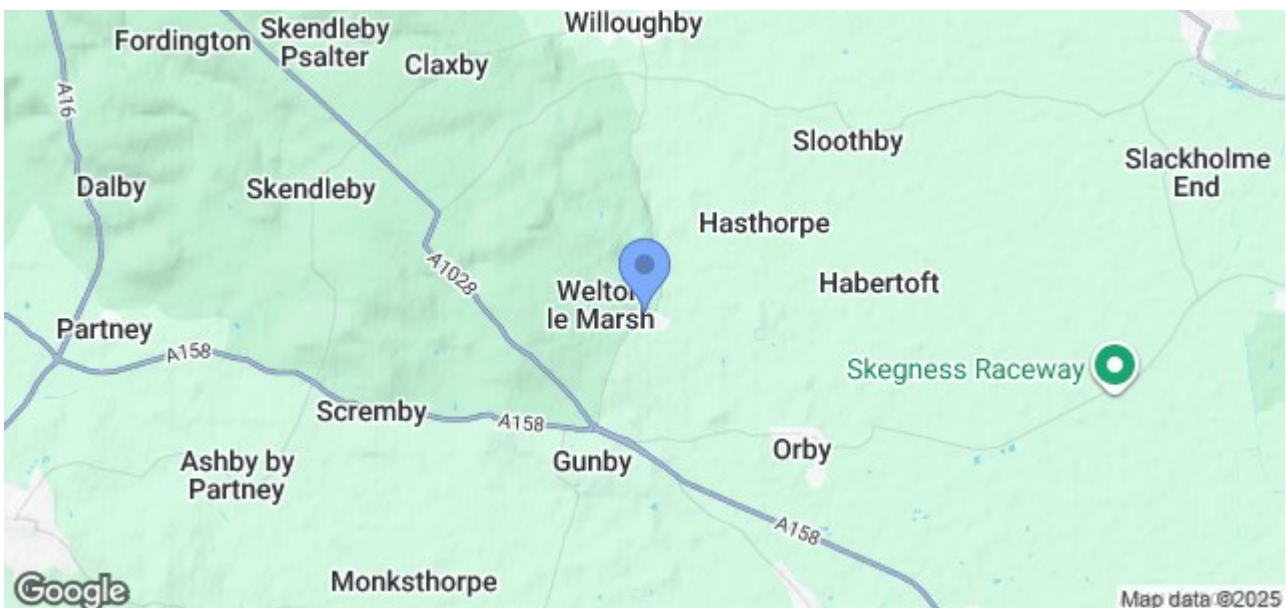 Willoughby
Skendleby
Psalter
Fordington
Claxby
A16
Sloothby
Slackholme
End
Dalby
Skendleby
Hasthorpe
A1028
Habertoft
Welton
le Marsh
Partney
A158
Skegness Raceway
Scremby
A158
Orby
Ashby by
Partney
Gunby
A158
Monksthorpe
Google
Map data ©2025